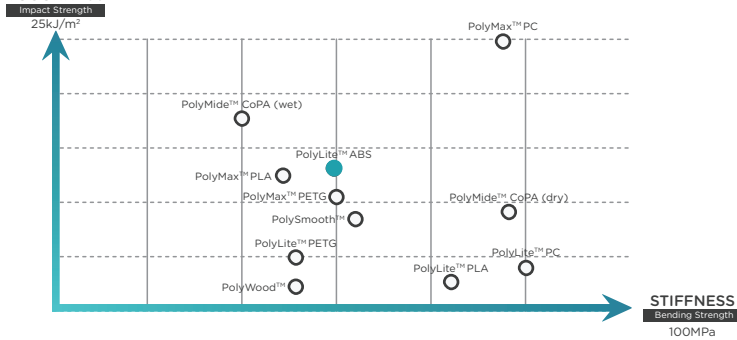 Impact Strength
25kJ/m²
PolyMax™ PC
PolyMide™ CoPA (wet)
PolyLite™ ABS
PolyMax™ PLA
PolyMax™ PETG
PolyMide™ CoPA (dry)
PolySmooth™
PolyLite™ PETG
PolyLite™ PC
PolyLite™ PLA
PolyWood™
STIFFNESS
Bending Strength
100MPa